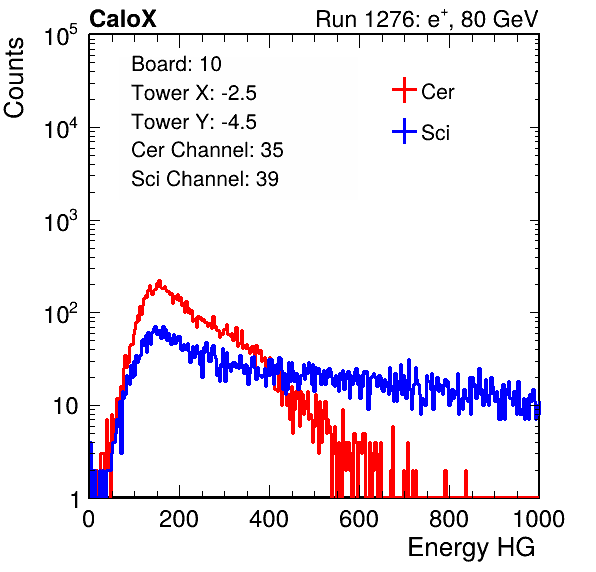 CaloX Run 1276: e⁺, 80 GeV
Counts
Board: 10
Tower X: -2.5
Tower Y: -4.5
Cer Channel: 35
Sci Channel: 39
Cer
Sci
10⁵
10⁴
10³
10²
10
1
0 200 400 600 800 1000
Energy HG